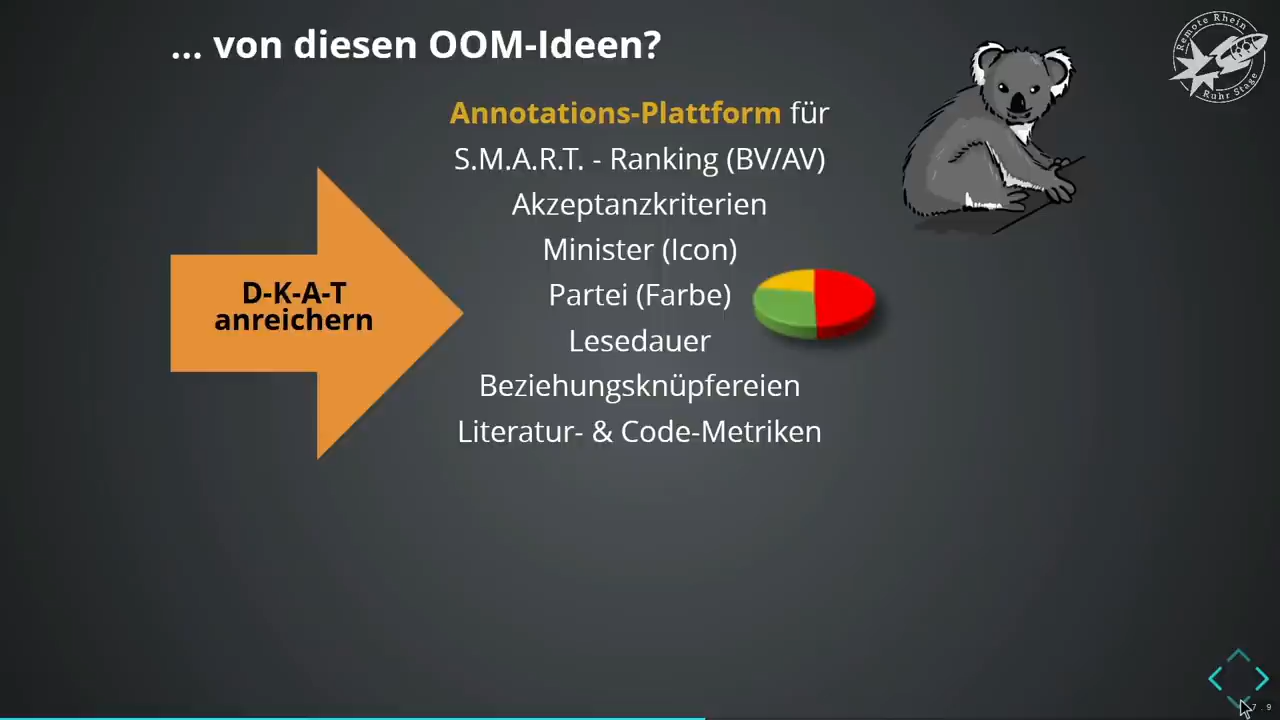 ... von diesen OOM-Ideen?
Annotations-Plattform für
S.M.A.R.T. - Ranking (BV/AV)
Akzeptanzkriterien
Minister (Icon)
Partei (Farbe)
Lesedauer
Beziehungsknüpfereien
Literatur- & Code-Metriken
D-K-A-T
anreichern
Remote Rhein
Ruhr Stage